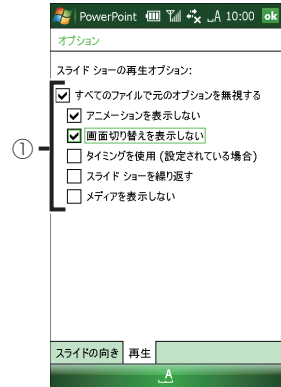 PowerPoint A 10:00 ok
オプション
スライド ショーの再生オプション:
すべてのファイルで元のオプションを無視する
アニメーションを表示しない
① 画面切り替えを表示しない
タイミングを使用 (設定されている場合)
スライド ショーを繰り返す
メディアを表示しない
スライドの向き 再生
A